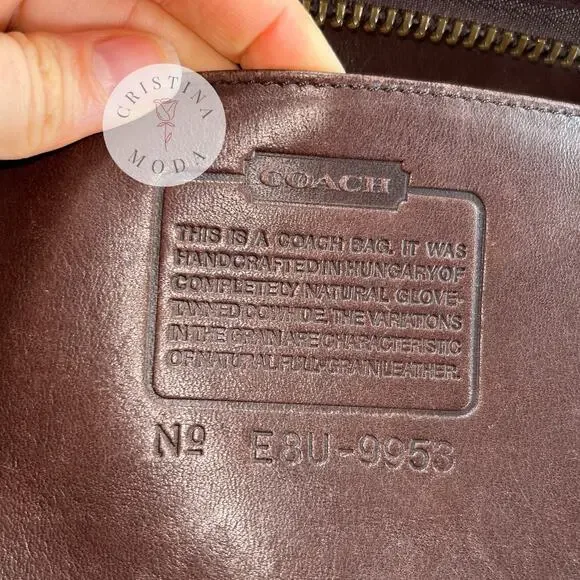 CRISTINA
MODA
COACH
THIS IS A COACH BAG. IT WAS
HANDCRAFTED IN HUNGARY OF
COMPLETELY NATURAL GLOVE-
TANNED COWHIDE, THE VARIATIONS
IN THE GRAIN ARE CHARACTERISTIC
OF NATURAL FULL-GRAIN LEATHER.
Nº E8U-9953